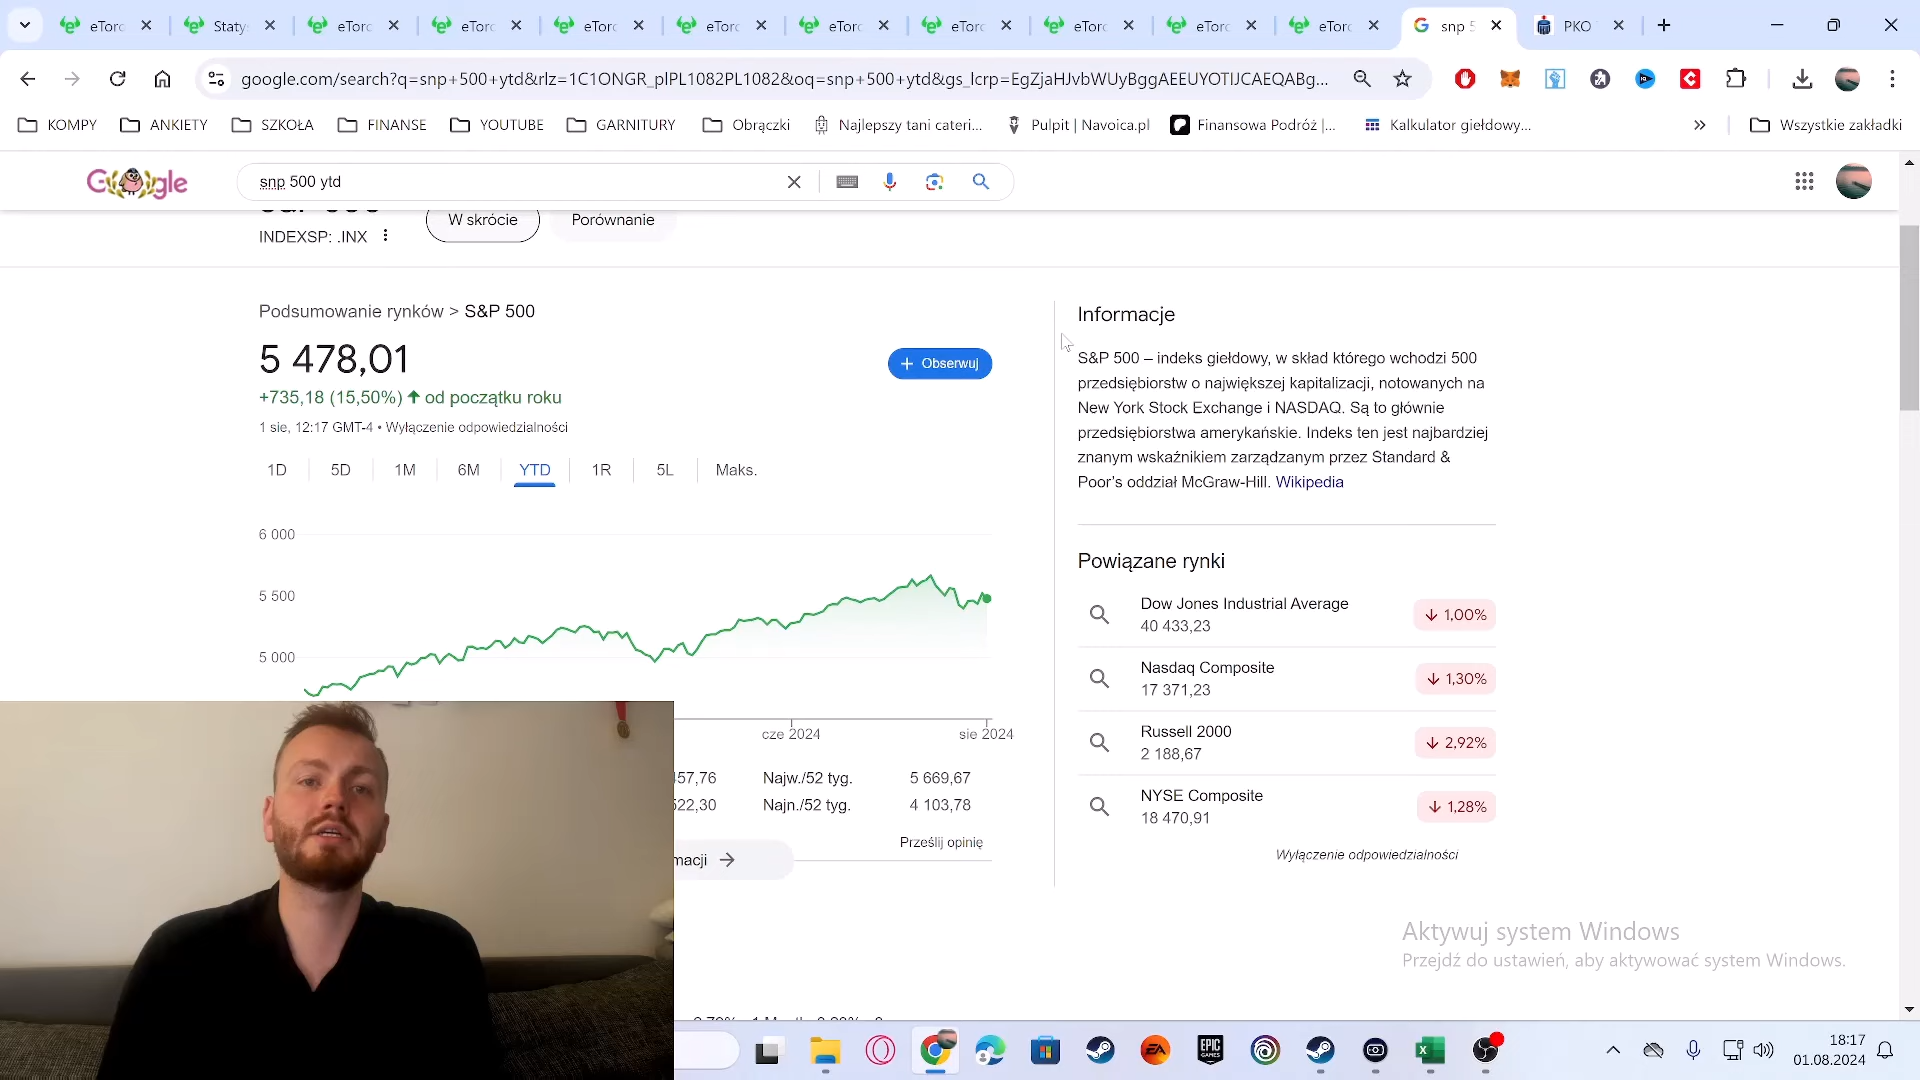 eToro
Staty
eToro
eToro
eToro
eToro
eToro
eToro
eToro
eToro
eToro
snp 5
PKO
google.com/search?q=snp+500+ytd&rlz=1C1ONGR_plPL1082PL1082&oq=snp+500+ytd&gs_lcrp=EgZjaHJvbWUyBggAEEUYOTIJCAEQABg...
KOMPY
ANKIETY
SZKOŁA
FINANSE
YOUTUBE
GARNITURY
Obrączki
Najlepszy tani cateri...
Pulpit | Navoica.pl
Finansowa Podróż |...
Kalkulator giełdowy...
Wszystkie zakładki
Google
snp 500 ytd
INDEXSP: .INX
W skrócie
Porównanie
Podsumowanie rynków > S&P 500
5 478,01
+735,18 (15,50%) od początku roku
1 sie, 12:17 GMT-4 • Wyłączenie odpowiedzialności
Obserwuj
1D
5D
1M
6M
YTD
1R
5L
Maks.
6 000
5 500
5 000
cze 2024
sie 2024
457,76
522,30
Najw./52 tyg.
5 669,67
Najn./52 tyg.
4 103,78
Prześlij opinię
macji
Informacje
S&P 500 – indeks giełdowy, w skład którego wchodzi 500
przedsiębiorstw o największej kapitalizacji, notowanych na
New York Stock Exchange i NASDAQ. Są to głównie
przedsiębiorstwa amerykańskie. Indeks ten jest najbardziej
znanym wskaźnikiem zarządzanym przez Standard &
Poor's oddział McGraw-Hill. Wikipedia
Powiązane rynki
Dow Jones Industrial Average
40 433,23
1,00%
Nasdaq Composite
17 371,23
1,30%
Russell 2000
2 188,67
2,92%
NYSE Composite
18 470,91
1,28%
Wyłączenie odpowiedzialności
Aktywuj system Windows
Przejdź do ustawień, aby aktywować system Windows.
EA
EPIC
GAMES
18:17
01.08.2024